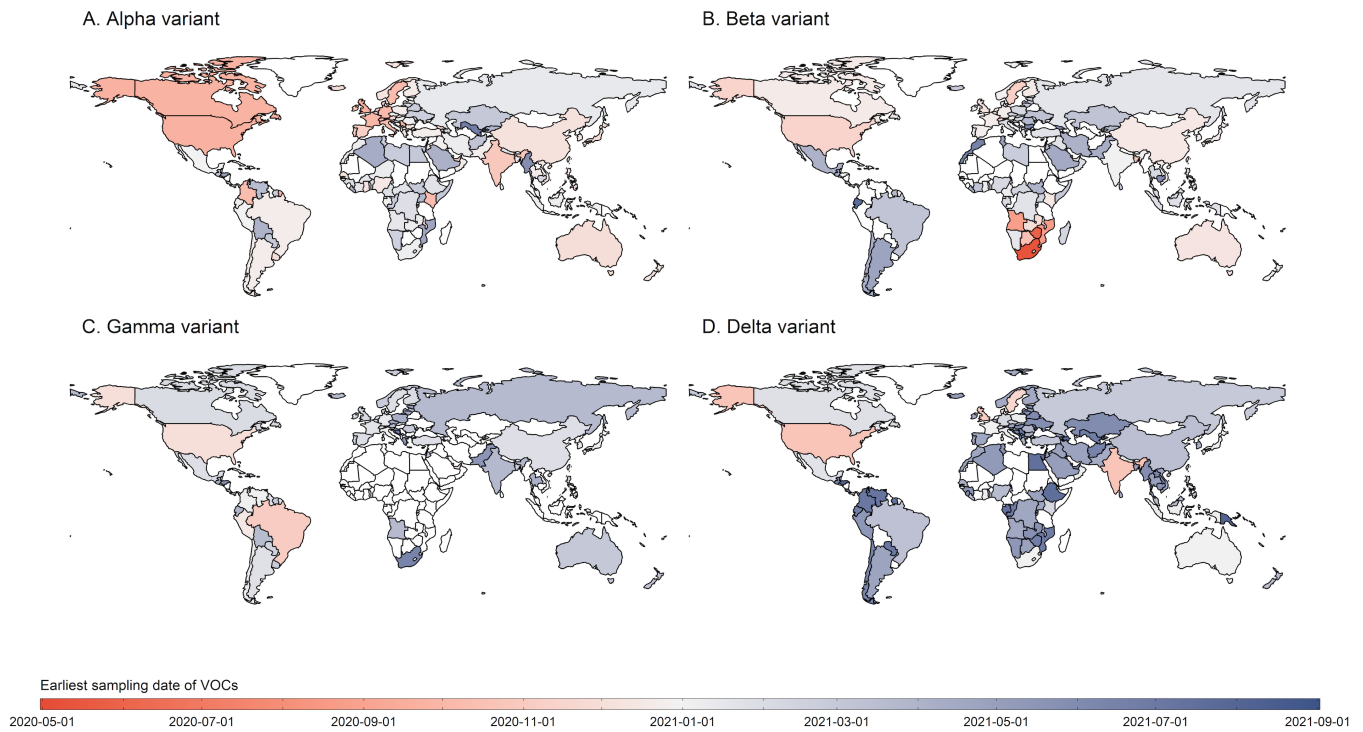 A. Alpha variant
B. Beta variant
C. Gamma variant
D. Delta variant
Earliest sampling date of VOCs
2020-05-01 2020-07-01 2020-09-01 2020-11-01 2021-01-01 2021-03-01 2021-05-01 2021-07-01 2021-09-01